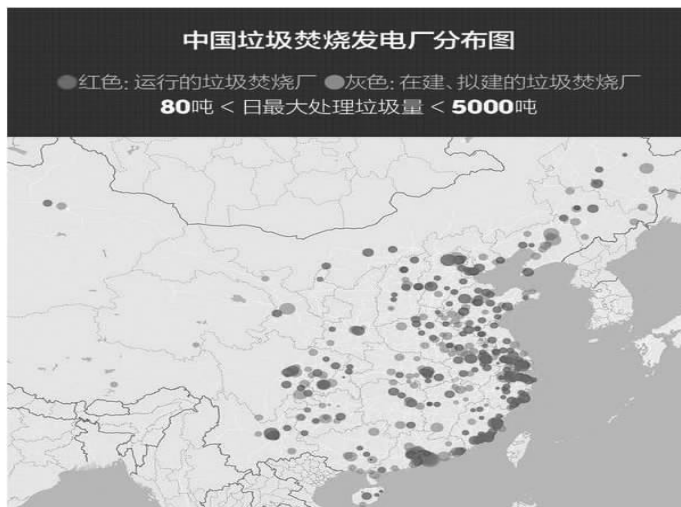 中国垃圾焚烧发电厂分布图
红色: 运行的垃圾焚烧厂 灰色: 在建、拟建的垃圾焚烧厂
80吨 < 日最大处理垃圾量 < 5000吨